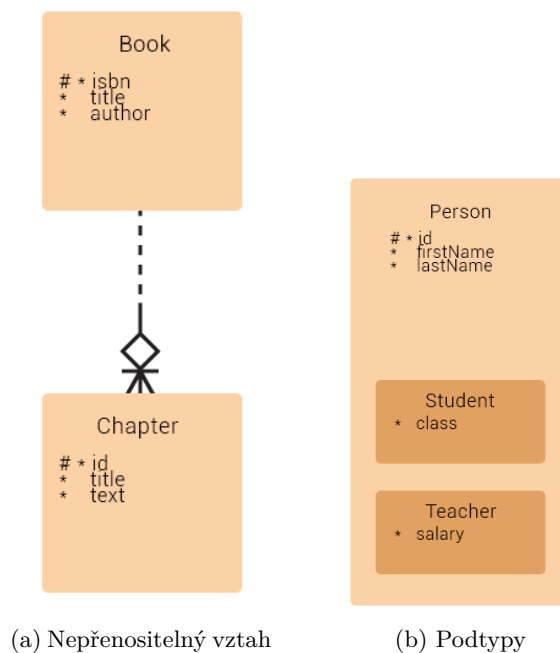 Book
# * isbn
* title
* author
Chapter
# * id
* title
* text
(a) Nepřenositelný vztah
Person
# * id
* firstName
* lastName
Student
* class
Teacher
* salary
(b) Podtypy